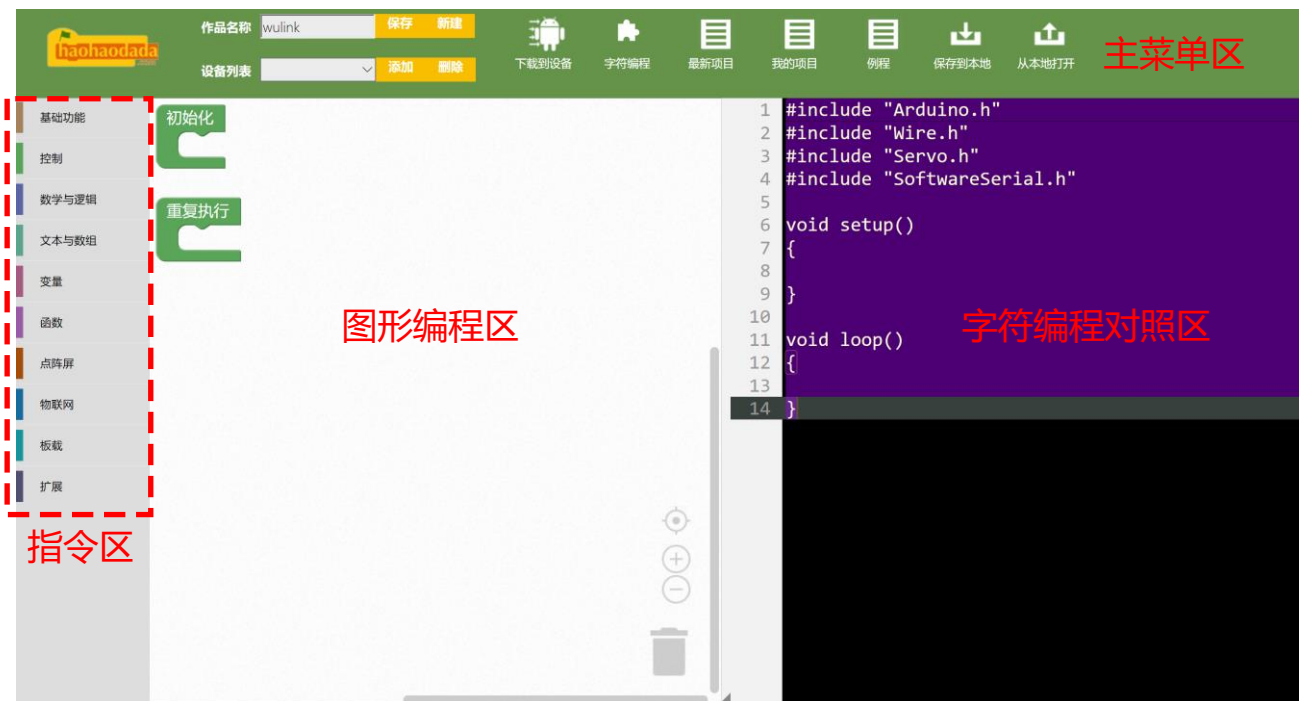 haohaodada
作品名称 wulink 保存 新建
设备列表 添加 删除
下载到设备 字符编程 最新项目 我的项目 例程 保存到本地 从本地打开
主菜单区
基础功能
控制
数学与逻辑
文本与数组
变量
函数
点阵屏
物联网
板载
扩展
指令区
初始化
重复执行
图形编程区
1 #include "Arduino.h"
2 #include "Wire.h"
3 #include "Servo.h"
4 #include "SoftwareSerial.h"
5
6 void setup()
7 {
8
9 }
10
11 void loop()
12 {
13
14 }
字符编程对照区